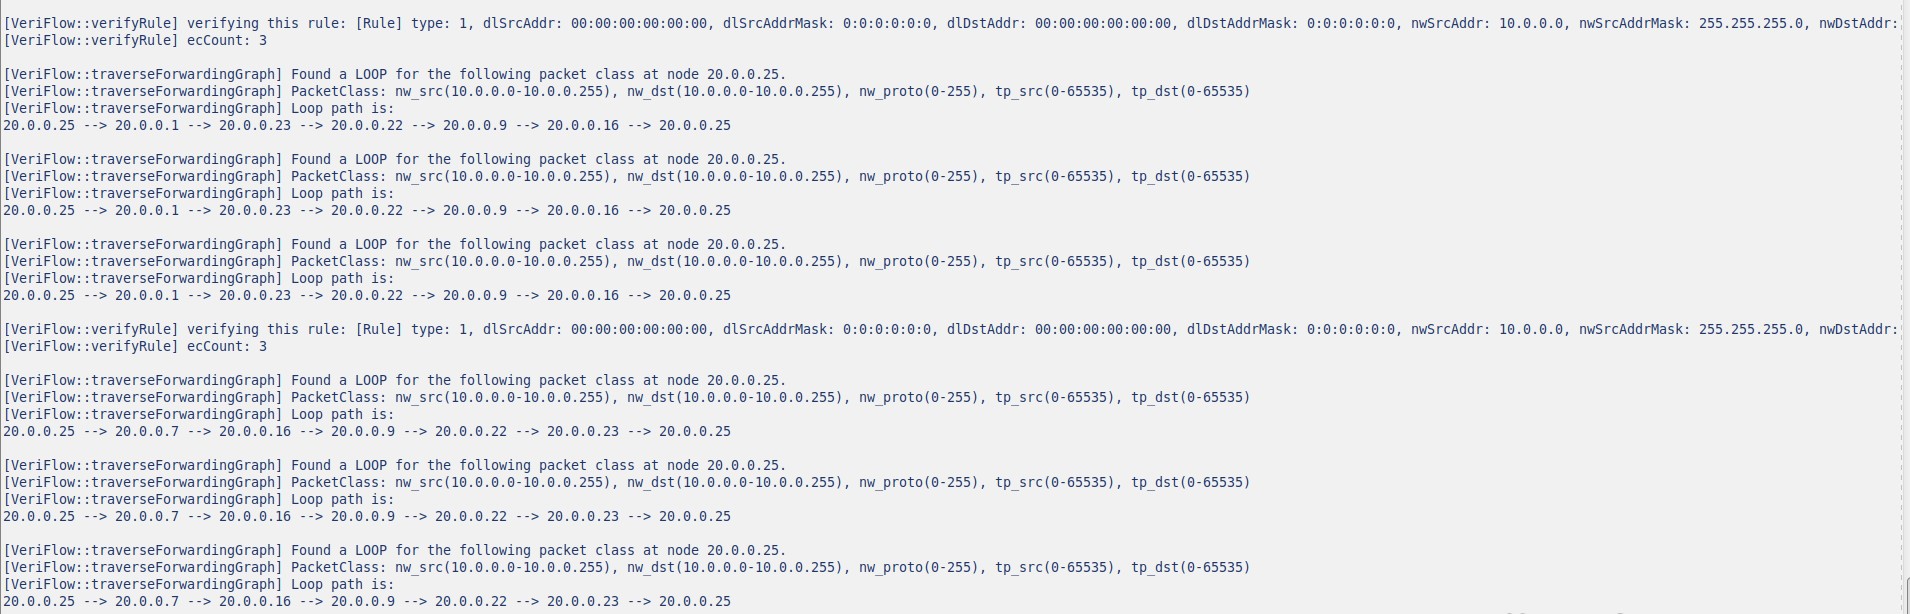 [VeriFlow::verifyRule] verifying this rule: [Rule] type: 1, dlSrcAddr: 00:00:00:00:00:00, dlSrcAddrMask: 0:0:0:0:0:0, dlDstAddr: 00:00:00:00:00:00, dlDstAddrMask: 0:0:0:0:0:0, nwSrcAddr: 10.0.0.0, nwSrcAddrMask: 255.255.255.0, nwDstAddr:
[VeriFlow::verifyRule] ecCount: 3
[VeriFlow::traverseForwardingGraph] Found a LOOP for the following packet class at node 20.0.0.25.
[VeriFlow::traverseForwardingGraph] PacketClass: nw_src(10.0.0.0-10.0.0.255), nw_dst(10.0.0.0-10.0.0.255), nw_proto(0-255), tp_src(0-65535), tp_dst(0-65535)
[VeriFlow::traverseForwardingGraph] Loop path is:
20.0.0.25 --> 20.0.0.1 --> 20.0.0.23 --> 20.0.0.22 --> 20.0.0.9 --> 20.0.0.16 --> 20.0.0.25
[VeriFlow::traverseForwardingGraph] Found a LOOP for the following packet class at node 20.0.0.25.
[VeriFlow::traverseForwardingGraph] PacketClass: nw_src(10.0.0.0-10.0.0.255), nw_dst(10.0.0.0-10.0.0.255), nw_proto(0-255), tp_src(0-65535), tp_dst(0-65535)
[VeriFlow::traverseForwardingGraph] Loop path is:
20.0.0.25 --> 20.0.0.1 --> 20.0.0.23 --> 20.0.0.22 --> 20.0.0.9 --> 20.0.0.16 --> 20.0.0.25
[VeriFlow::traverseForwardingGraph] Found a LOOP for the following packet class at node 20.0.0.25.
[VeriFlow::traverseForwardingGraph] PacketClass: nw_src(10.0.0.0-10.0.0.255), nw_dst(10.0.0.0-10.0.0.255), nw_proto(0-255), tp_src(0-65535), tp_dst(0-65535)
[VeriFlow::traverseForwardingGraph] Loop path is:
20.0.0.25 --> 20.0.0.1 --> 20.0.0.23 --> 20.0.0.22 --> 20.0.0.9 --> 20.0.0.16 --> 20.0.0.25
[VeriFlow::verifyRule] verifying this rule: [Rule] type: 1, dlSrcAddr: 00:00:00:00:00:00, dlSrcAddrMask: 0:0:0:0:0:0, dlDstAddr: 00:00:00:00:00:00, dlDstAddrMask: 0:0:0:0:0:0, nwSrcAddr: 10.0.0.0, nwSrcAddrMask: 255.255.255.0, nwDstAddr:
[VeriFlow::verifyRule] ecCount: 3
[VeriFlow::traverseForwardingGraph] Found a LOOP for the following packet class at node 20.0.0.25.
[VeriFlow::traverseForwardingGraph] PacketClass: nw_src(10.0.0.0-10.0.0.255), nw_dst(10.0.0.0-10.0.0.255), nw_proto(0-255), tp_src(0-65535), tp_dst(0-65535)
[VeriFlow::traverseForwardingGraph] Loop path is:
20.0.0.25 --> 20.0.0.7 --> 20.0.0.16 --> 20.0.0.9 --> 20.0.0.22 --> 20.0.0.23 --> 20.0.0.25
[VeriFlow::traverseForwardingGraph] Found a LOOP for the following packet class at node 20.0.0.25.
[VeriFlow::traverseForwardingGraph] PacketClass: nw_src(10.0.0.0-10.0.0.255), nw_dst(10.0.0.0-10.0.0.255), nw_proto(0-255), tp_src(0-65535), tp_dst(0-65535)
[VeriFlow::traverseForwardingGraph] Loop path is:
20.0.0.25 --> 20.0.0.7 --> 20.0.0.16 --> 20.0.0.9 --> 20.0.0.22 --> 20.0.0.23 --> 20.0.0.25
[VeriFlow::traverseForwardingGraph] Found a LOOP for the following packet class at node 20.0.0.25.
[VeriFlow::traverseForwardingGraph] PacketClass: nw_src(10.0.0.0-10.0.0.255), nw_dst(10.0.0.0-10.0.0.255), nw_proto(0-255), tp_src(0-65535), tp_dst(0-65535)
[VeriFlow::traverseForwardingGraph] Loop path is:
20.0.0.25 --> 20.0.0.7 --> 20.0.0.16 --> 20.0.0.9 --> 20.0.0.22 --> 20.0.0.23 --> 20.0.0.25